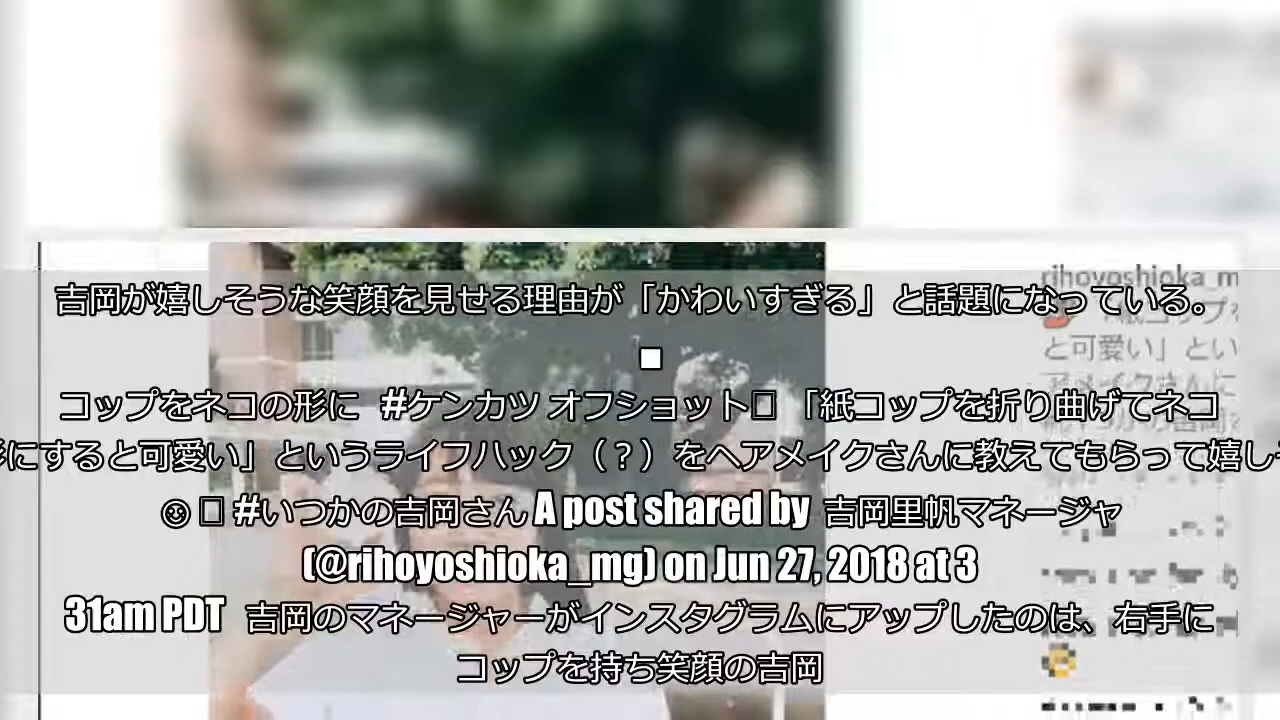 吉岡が嬉しそうな笑顔を見せる理由が「かわいすぎる」と話題になっている。
コップをネコの形に #ケンカツ オフショット 「紙コップを折り曲げてネコ
にすると可愛い」というライフハック（？）をヘアメイクさんに教えてもらって嬉し
#いつかの吉岡さん A post shared by 吉岡里帆マネージャ
(@rihoyoshioka_mg) on Jun 27, 2018 at 3
31am PDT 吉岡のマネージャーがインスタグラムにアップしたのは、右手に
コップを持ち笑顔の吉岡
rihoyoshioka_m
と可愛い」とい